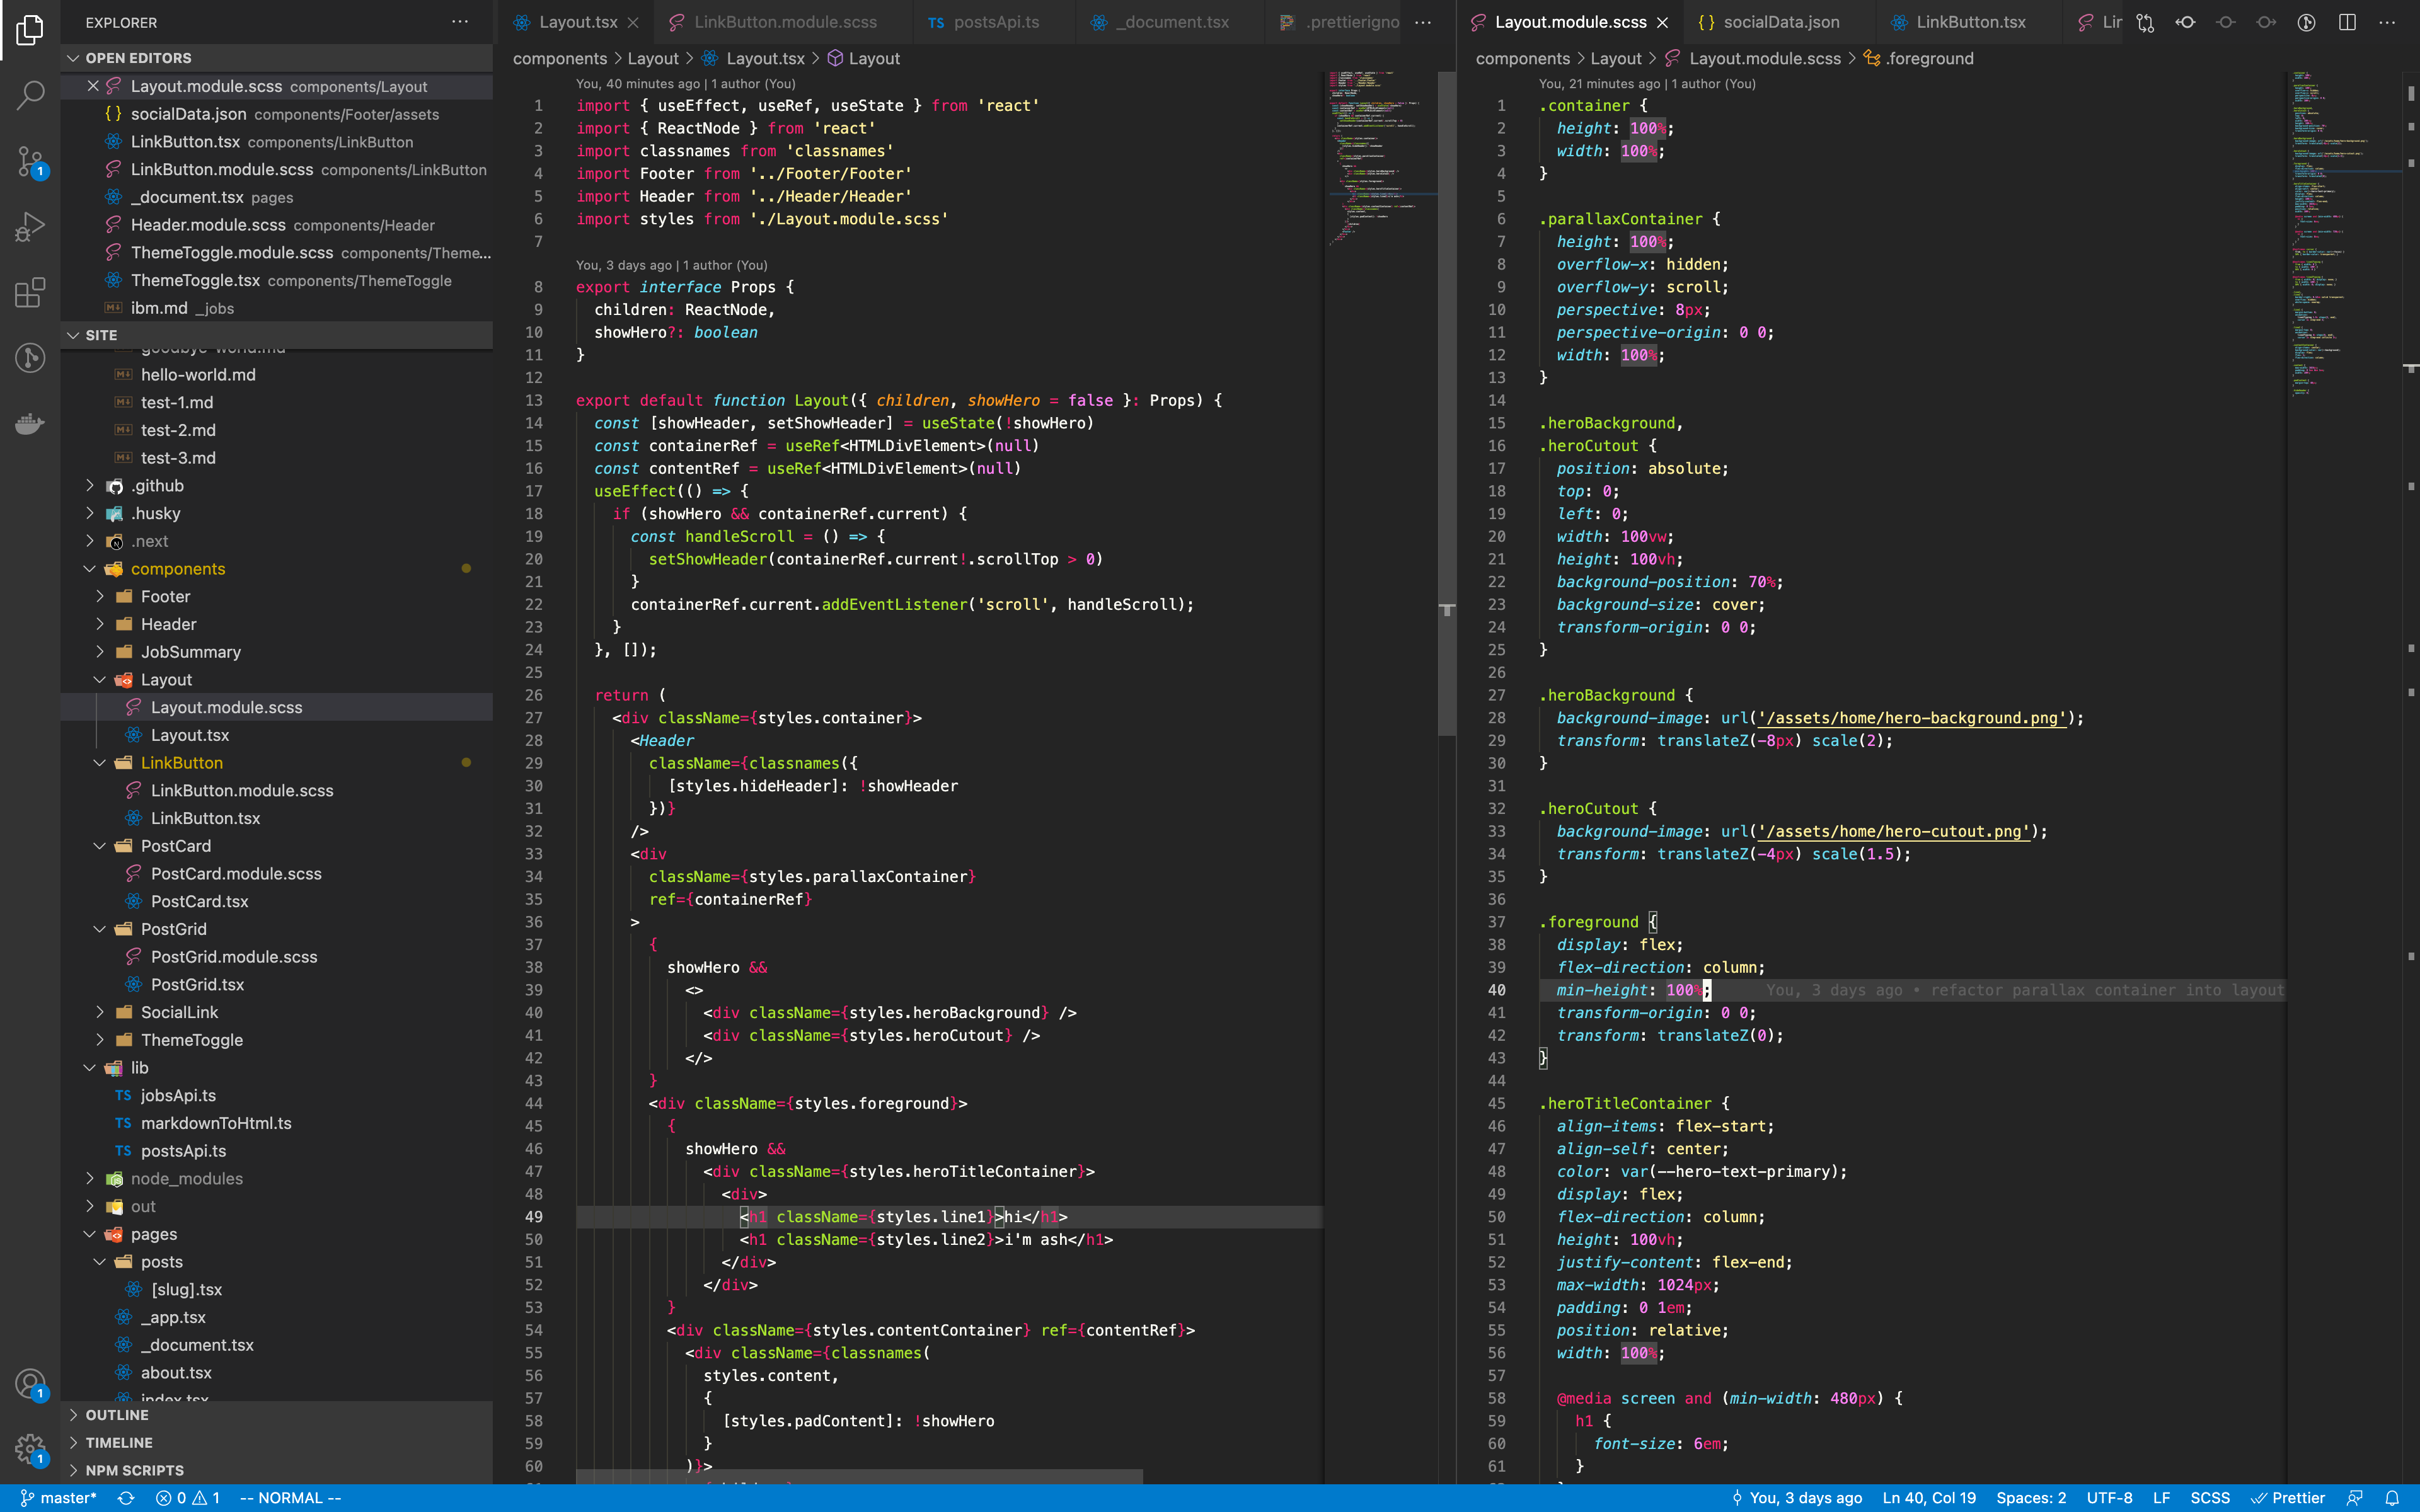 EXPLORER
OPEN EDITORS
Layout.module.scss components/Layout
{} socialData.json components/Footer/assets
LinkButton.tsx components/LinkButton
LinkButton.module.scss components/LinkButton
_document.tsx pages
Header.module.scss components/Header
ThemeToggle.module.scss components/Theme...
ThemeToggle.tsx components/ThemeToggle
ibm.md _jobs
SITE
goodbye-world.md
hello-world.md
test-1.md
test-2.md
test-3.md
.github
.husky
.next
components
Footer
Header
JobSummary
Layout
Layout.module.scss
Layout.tsx
LinkButton
LinkButton.module.scss
LinkButton.tsx
PostCard
PostCard.module.scss
PostCard.tsx
PostGrid
PostGrid.module.scss
PostGrid.tsx
SocialLink
ThemeToggle
lib
TS jobsApi.ts
TS markdownToHtml.ts
TS postsApi.ts
node_modules
out
pages
posts
[slug].tsx
_app.tsx
_document.tsx
about.tsx
index.tsx
OUTLINE
TIMELINE
NPM SCRIPTS
1
1
1
Layout.tsx LinkButton.module.scss TS postsApi.ts _document.tsx .prettierigno
components > Layout > Layout.tsx > Layout
You, 40 minutes ago | 1 author (You)
1 import { useEffect, useRef, useState } from 'react'
2 import { ReactNode } from 'react'
3 import classnames from 'classnames'
4 import Footer from '../Footer/Footer'
5 import Header from '../Header/Header'
6 import styles from './Layout.module.scss'
7
You, 3 days ago | 1 author (You)
8 export interface Props {
9 children: ReactNode,
10 showHero?: boolean
11 }
12
13 export default function Layout({ children, showHero = false }: Props) {
14 const [showHeader, setShowHeader] = useState(!showHero)
15 const containerRef = useRef<HTMLDivElement>(null)
16 const contentRef = useRef<HTMLDivElement>(null)
17 useEffect(() => {
18 if (showHero && containerRef.current) {
19 const handleScroll = () => {
20 setShowHeader(containerRef.current!.scrollTop > 0)
21 }
22 containerRef.current.addEventListener('scroll', handleScroll);
23 }
24 }, []);
25
26 return (
27 <div className={styles.container}>
28 <Header
29 className={classnames({
30 [styles.hideHeader]: !showHeader
31 })}
32 />
33 <div
34 className={styles.parallaxContainer}
35 ref={containerRef}
36 >
37 {
38 showHero &&
39 <>
40 <div className={styles.heroBackground} />
41 <div className={styles.heroCutout} />
42 </>
43 }
44 <div className={styles.foreground}>
45 {
46 showHero &&
47 <div className={styles.heroTitleContainer}>
48 <div>
49 <h1 className={styles.line1}>hi</h1>
50 <h1 className={styles.line2}>i'm ash</h1>
51 </div>
52 </div>
53 }
54 <div className={styles.contentContainer} ref={contentRef}>
55 <div className={classnames(
56 styles.content,
57 {
58 [styles.padContent]: !showHero
59 }
60 )}>
Layout.module.scss {} socialData.json LinkButton.tsx Lir
components > Layout > Layout.module.scss > .foreground
You, 21 minutes ago | 1 author (You)
1 .container {
2 height: 100%;
3 width: 100%;
4 }
5
6 .parallaxContainer {
7 height: 100%;
8 overflow-x: hidden;
9 overflow-y: scroll;
10 perspective: 8px;
11 perspective-origin: 0 0;
12 width: 100%;
13 }
14
15 .heroBackground,
16 .heroCutout {
17 position: absolute;
18 top: 0;
19 left: 0;
20 width: 100vw;
21 height: 100vh;
22 background-position: 70%;
23 background-size: cover;
24 transform-origin: 0 0;
25 }
26
27 .heroBackground {
28 background-image: url('/assets/home/hero-background.png');
29 transform: translateZ(-8px) scale(2);
30 }
31
32 .heroCutout {
33 background-image: url('/assets/home/hero-cutout.png');
34 transform: translateZ(-4px) scale(1.5);
35 }
36
37 .foreground {
38 display: flex;
39 flex-direction: column;
40 min-height: 100%; You, 3 days ago • refactor parallax container into layout
41 transform-origin: 0 0;
42 transform: translateZ(0);
43 }
44
45 .heroTitleContainer {
46 align-items: flex-start;
47 align-self: center;
48 color: var(--hero-text-primary);
49 display: flex;
50 flex-direction: column;
51 height: 100vh;
52 justify-content: flex-end;
53 max-width: 1024px;
54 padding: 0 1em;
55 position: relative;
56 width: 100%;
57
58 @media screen and (min-width: 480px) {
59 h1 {
60 font-size: 6em;
61 }
master* 0 1 -- NORMAL -- You, 3 days ago Ln 40, Col 19 Spaces: 2 UTF-8 LF SCSS Prettier